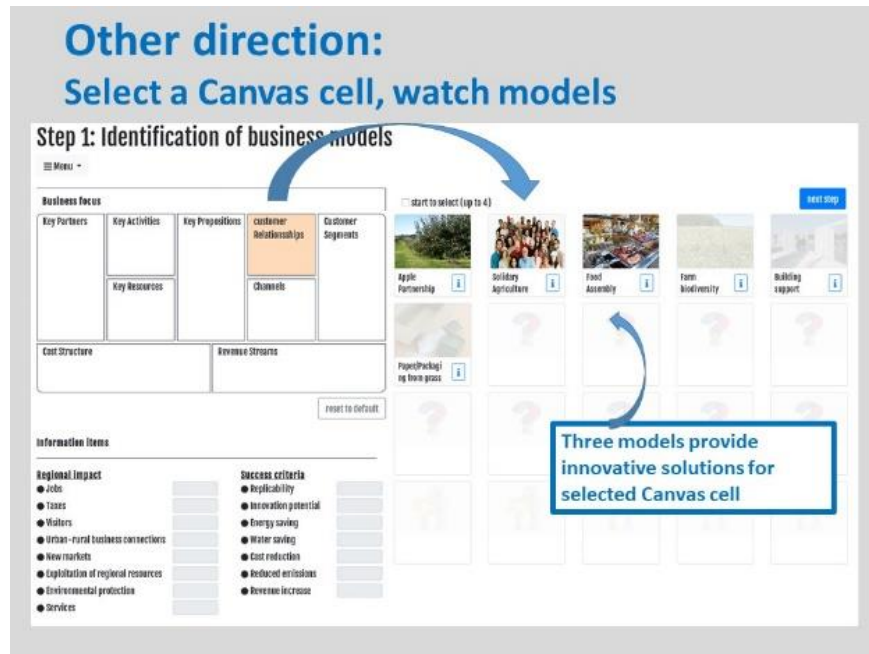 Other direction:
Select a Canvas cell, watch models
Step 1: Identification of business models
Menu
Business focus
Key Partners
Key Activities
Key Propositions
customer
Relationships
Customer
Segments
Key Resources
Channels
Cost Structure
Revenue Streams
reset to default
start to select (up to 4)
next step
Apple
Partnership
i
Solidary
Agriculture
i
Food
Assembly
i
Farm
biodiversity
i
Building
support
i
Paper/Packagi
ng from grass
i
?
?
?
?
?
?
Three models provide
innovative solutions for
selected Canvas cell
Information items
Regional impact
Jobs
Taxes
Visitors
Urban-rural business connections
New markets
Exploitation of regional resources
Environmental protection
Services
Success criteria
Replicability
Innovation potential
Energy saving
Water saving
Cost reduction
Reduced emissions
Revenue increase